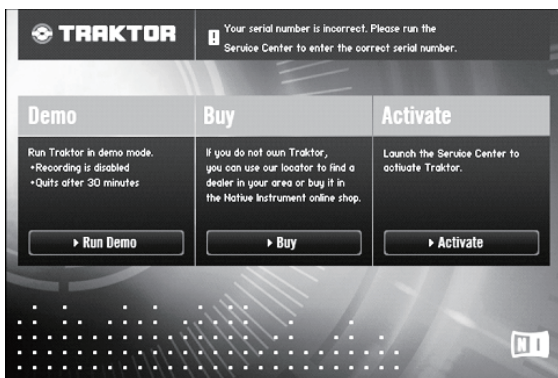 TRAKTOR
Your serial number is incorrect. Please run the
Service Center to enter the correct serial number.
Demo
Run Traktor in demo mode.
•Recording is disabled
•Quits after 30 minutes
Run Demo
Buy
If you do not own Traktor,
you can use our locator to find a
dealer in your area or buy it in
the Native Instrument online shop.
Buy
Activate
Launch the Service Center to
activate Traktor.
Activate
NI